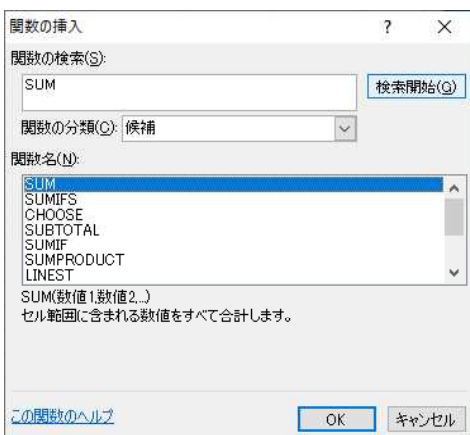 関数の挿入 ? ×
関数の検索(S):
SUM
検索開始(G)
関数の分類(C): 候補
関数名(N):
SUM
SUMIFS
CHOOSE
SUBTOTAL
SUMIF
SUMPRODUCT
LINEST
SUM(数値1,数値2,...)
セル範囲に含まれる数値をすべて合計します。
この関数のヘルプ
OK
キャンセル